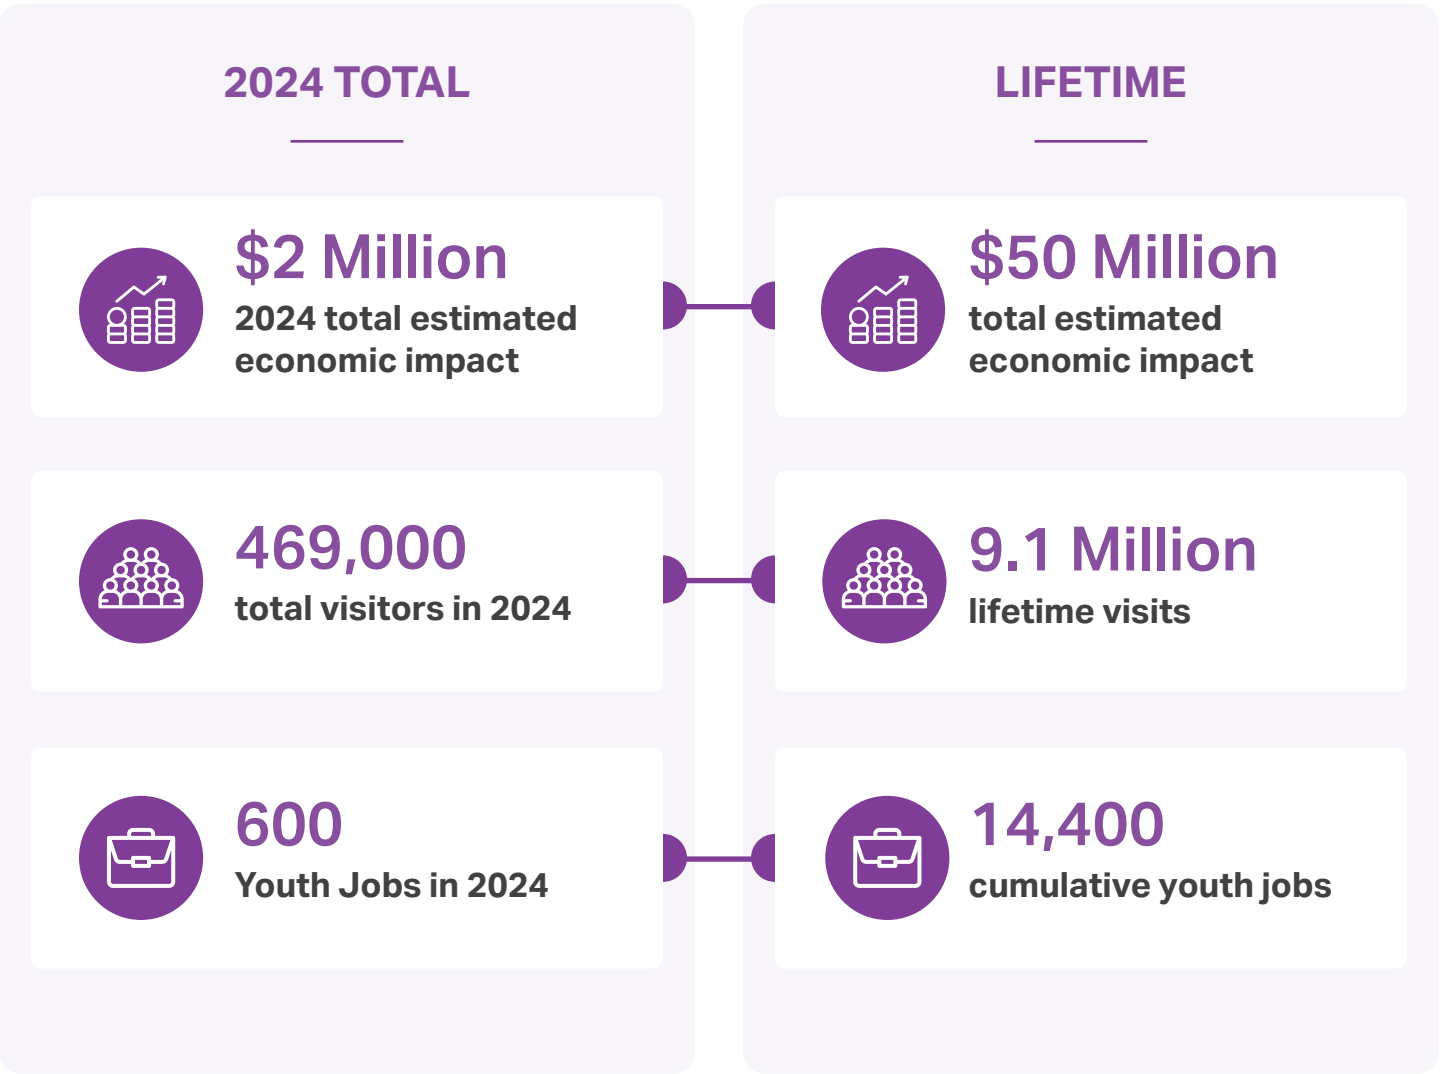 2024 TOTAL
$2 Million
2024 total estimated
economic impact
469,000
total visitors in 2024
600
Youth Jobs in 2024
LIFETIME
$50 Million
total estimated
economic impact
9.1 Million
lifetime visits
14,400
cumulative youth jobs